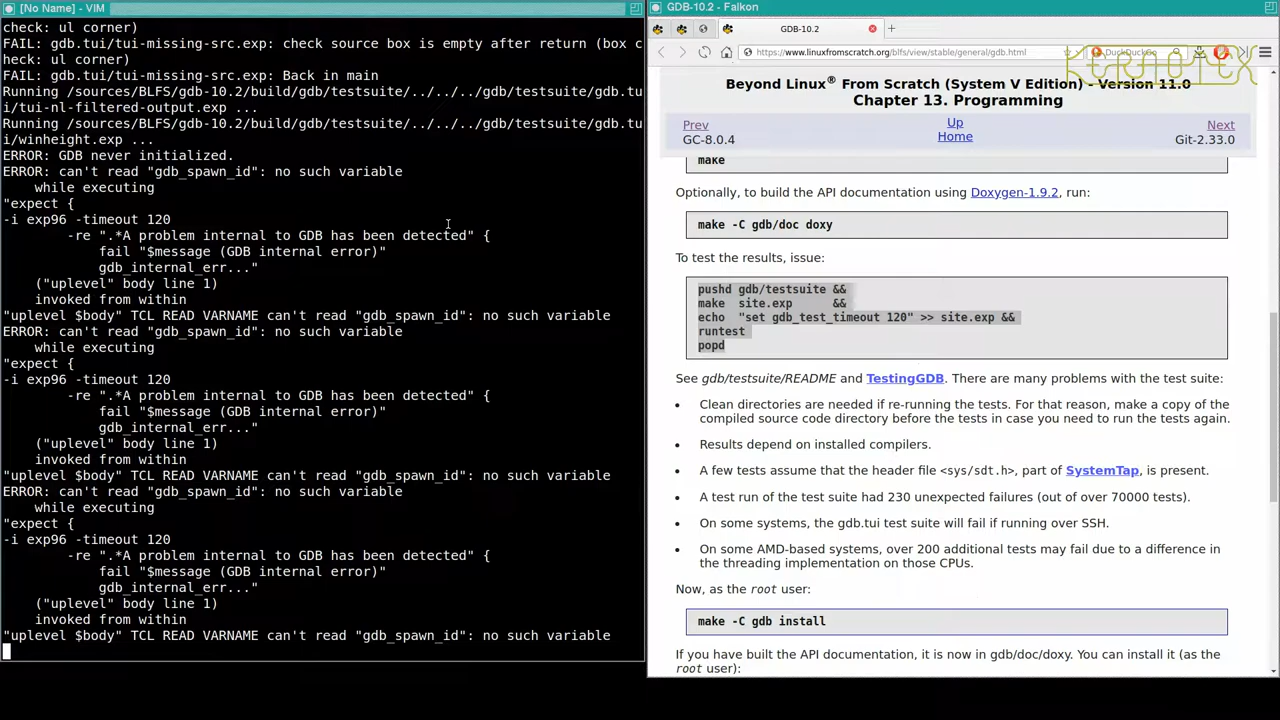 [No Name] - VIM
check: ul corner)
FAIL: gdb.tui/tui-missing-src.exp: check source box is empty after return (box c
heck: ul corner)
FAIL: gdb.tui/tui-missing-src.exp: Back in main
Running /sources/BLFS/gdb-10.2/build/gdb/testsuite/../../../gdb/testsuite/gdb.tu
i/tui-nl-filtered-output.exp ...
Running /sources/BLFS/gdb-10.2/build/gdb/testsuite/../../../gdb/testsuite/gdb.tu
i/winheight.exp ...
ERROR: GDB never initialized.
ERROR: can't read "gdb_spawn_id": no such variable
    while executing
"expect {
-i exp96 -timeout 120
        -re ".*A problem internal to GDB has been detected" {
            fail "$message (GDB internal error)"
            gdb_internal_err..."
    ("uplevel" body line 1)
    invoked from within
"uplevel $body" TCL READ VARNAME can't read "gdb_spawn_id": no such variable
ERROR: can't read "gdb_spawn_id": no such variable
    while executing
"expect {
-i exp96 -timeout 120
        -re ".*A problem internal to GDB has been detected" {
            fail "$message (GDB internal error)"
            gdb_internal_err..."
    ("uplevel" body line 1)
    invoked from within
"uplevel $body" TCL READ VARNAME can't read "gdb_spawn_id": no such variable
ERROR: can't read "gdb_spawn_id": no such variable
    while executing
"expect {
-i exp96 -timeout 120
        -re ".*A problem internal to GDB has been detected" {
            fail "$message (GDB internal error)"
            gdb_internal_err..."
    ("uplevel" body line 1)
    invoked from within
"uplevel $body" TCL READ VARNAME can't read "gdb_spawn_id": no such variable
GDB-10.2 - Falkon
GDB-10.2
https://www.linuxfromscratch.org/blfs/view/stable/general/gdb.html
DuckDuckGo
KERNOTEX
Beyond Linux® From Scratch (System V Edition) - Version 11.0
Chapter 13. Programming
Prev Up Next
GC-8.0.4 Home Git-2.33.0
make
Optionally, to build the API documentation using Doxygen-1.9.2, run:
make -C gdb/doc doxy
To test the results, issue:
pushd gdb/testsuite &&
make  site.exp      &&
echo  "set gdb_test_timeout 120" >> site.exp &&
runtest
popd
See gdb/testsuite/README and TestingGDB. There are many problems with the test suite:
• Clean directories are needed if re-running the tests. For that reason, make a copy of the
compiled source code directory before the tests in case you need to run the tests again.
• Results depend on installed compilers.
• A few tests assume that the header file <sys/sdt.h>, part of SystemTap, is present.
• A test run of the test suite had 230 unexpected failures (out of over 70000 tests).
• On some systems, the gdb.tui test suite will fail if running over SSH.
• On some AMD-based systems, over 200 additional tests may fail due to a difference in
the threading implementation on those CPUs.
Now, as the root user:
make -C gdb install
If you have built the API documentation, it is now in gdb/doc/doxy. You can install it (as the
root user):